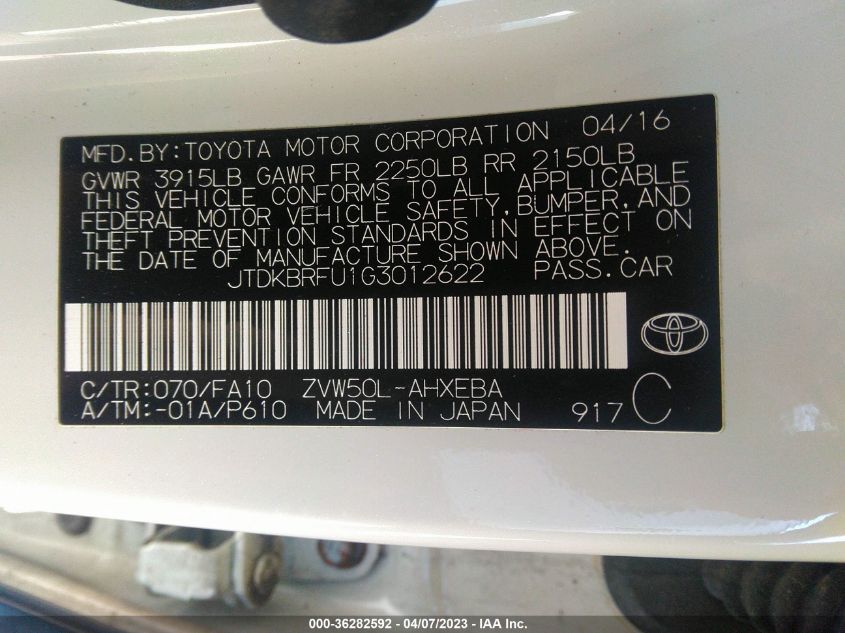 MFD.BY:TOYOTA MOTOR CORPORATION 04/16
GVWR 3915LB GAWR FR 2250LB RR 2150LB
THIS VEHICLE CONFORMS TO ALL APPLICABLE
FEDERAL MOTOR VEHICLE SAFETY,BUMPER,AND
THEFT PREVENTION STANDARDS IN EFFECT ON
THE DATE OF MANUFACTURE SHOWN ABOVE.
JTDKBRFU1G3012622 PASS.CAR
C/TR:070/FA10 ZVW50L-AHXEBA
A/TM:-01A/P610 MADE IN JAPAN 917 C
000-36282592 - 04/07/2023 - IAA Inc.